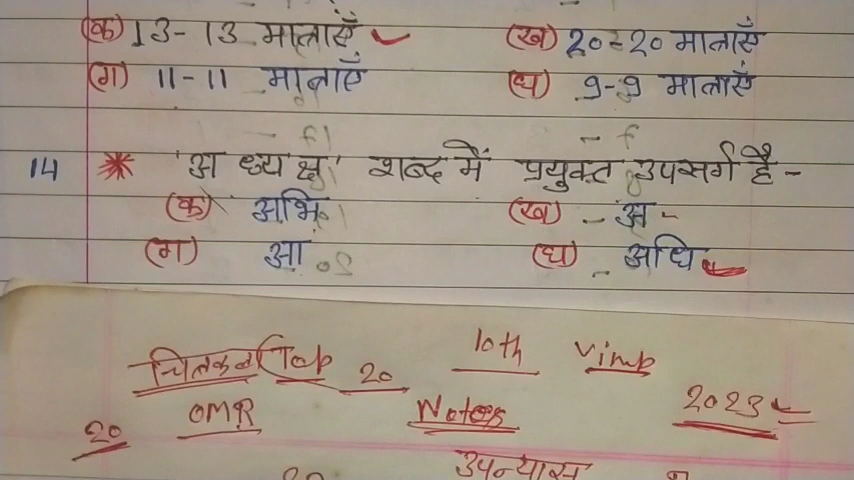 (क) 13-13 मात्राएँ (ख) 20-20 मात्राएँ
(ग) 11-11 मात्राएँ (घ) 9-9 मात्राएँ
14 'अध्यक्ष' शब्द में प्रयुक्त उपसर्ग है -
(क) अभि (ख) - अ -
(ग) आ (घ) - अधि
Top 20 10th Vimp
20 OMR Notes 2023
उपन्यास